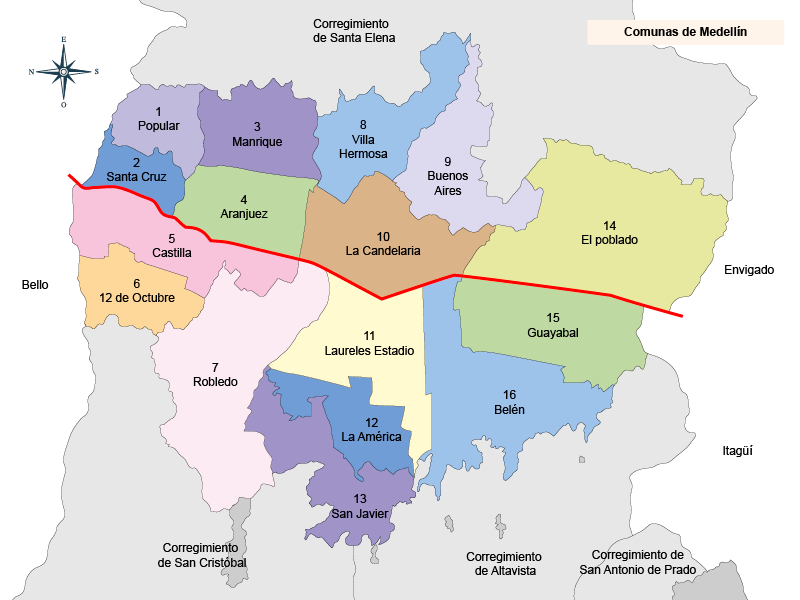 Corregimiento
de Santa Elena
Comunas de Medellín
E
N
S
O
1
Popular
3
Manrique
8
Villa
Hermosa
2
Santa Cruz
9
Buenos
Aires
4
Aranjuez
14
El poblado
5
Castilla
10
La Candelaria
Envigado
Bello
6
12 de Octubre
15
Guayabal
11
Laureles Estadio
7
Robledo
16
Belén
12
La América
Itagüí
13
San Javier
Corregimiento
de San Cristóbal
Corregimiento
de Altavista
Corregimiento de
San Antonio de Prado